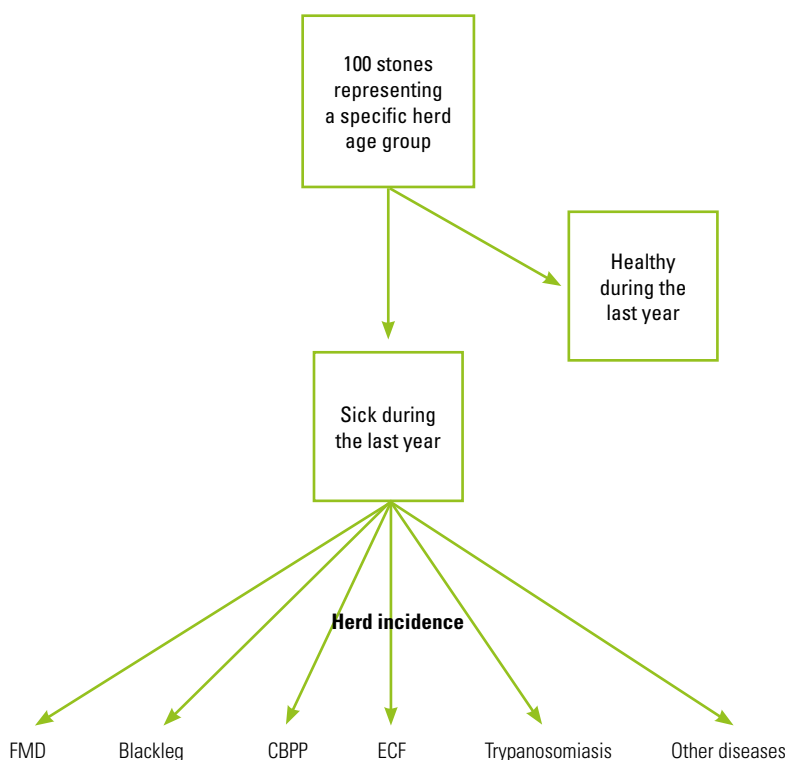 100 stones
representing
a specific herd
age group
Healthy
during the
last year
Sick during
the last year
Herd incidence
FMD Blackleg CBPP ECF Trypanosomiasis Other diseases